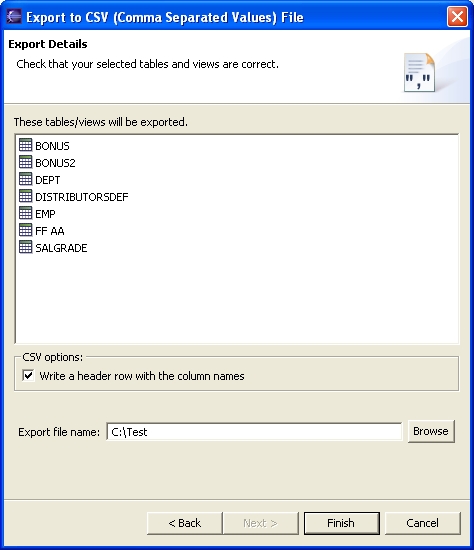 Export to CSV (Comma Separated Values) File
Export Details
Check that your selected tables and views are correct.
","
These tables/views will be exported.
BONUS
BONUS2
DEPT
DISTRIBUTORSDEF
EMP
FF AA
SALGRADE
CSV options:
Write a header row with the column names
Export file name: C:\Test Browse
< Back Next > Finish Cancel